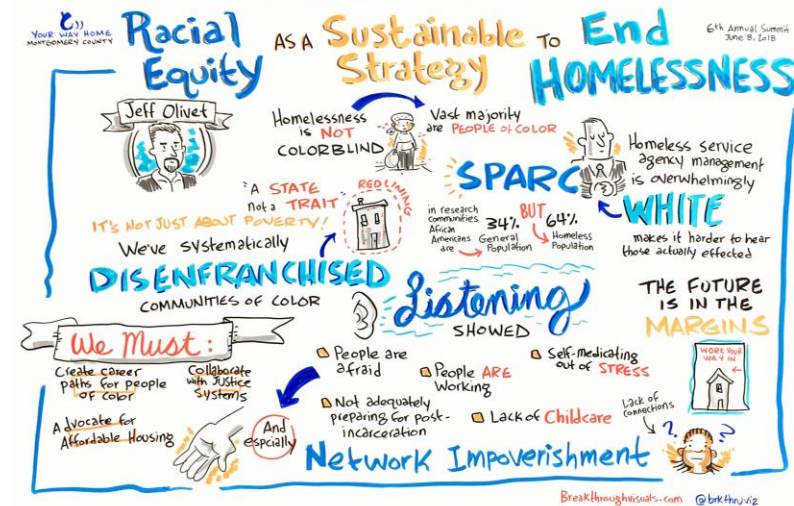 YOUR WAY HOME
MONTGOMERY COUNTY
Racial
Equity
AS A
Sustainable
Strategy
To
End
HOMELESSNESS
6th Annual Summit
June 8, 2018
Jeff Olivet
Homelessness
is NOT
COLORBLIND
Vast majority
are PEOPLE of COLOR
SPARC
Homeless service
agency management
is overwhelmingly
WHITE
makes it harder to hear
those actually effected
"A STATE
not a TRAIT"
REDLINING
IT'S NOT JUST ABOUT POVERTY!
We've systematically
DISENFRANCHISED
COMMUNITIES OF COLOR
in research
communities
African
Americans
are
34%
General
Population
BUT
64%
Homeless
Population
Listening
SHOWED
People are
afraid
People ARE
Working
Self-medicating
out of STRESS
Not adequately
preparing for post-
incarceration
Lack of Childcare
THE FUTURE
IS IN THE
MARGINS
WORK YOUR
WAY IN
We Must:
Create career
paths for people
of color
Collaborate
with Justice
Systems
Advocate for
Affordable Housing
And
espcially
Network Impoverishment
Lack of
connections
? ?
Breakthroughvisuals.com @brkthruviz